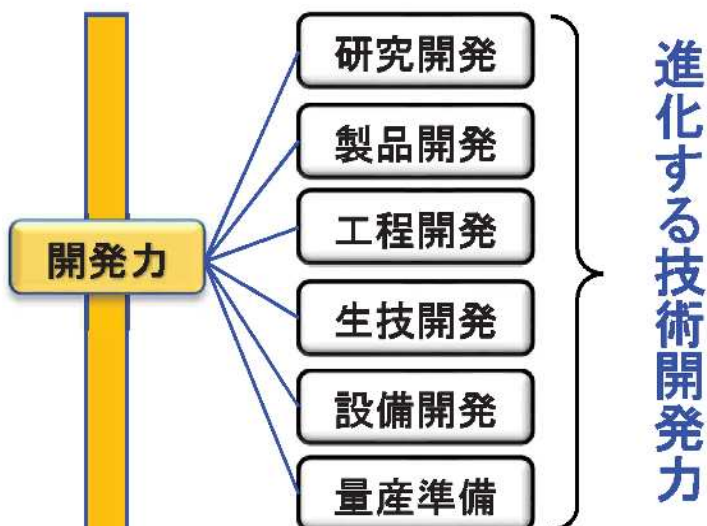 開発力
研究開発
製品開発
工程開発
生技開発
設備開発
量産準備
進化する技術開発力